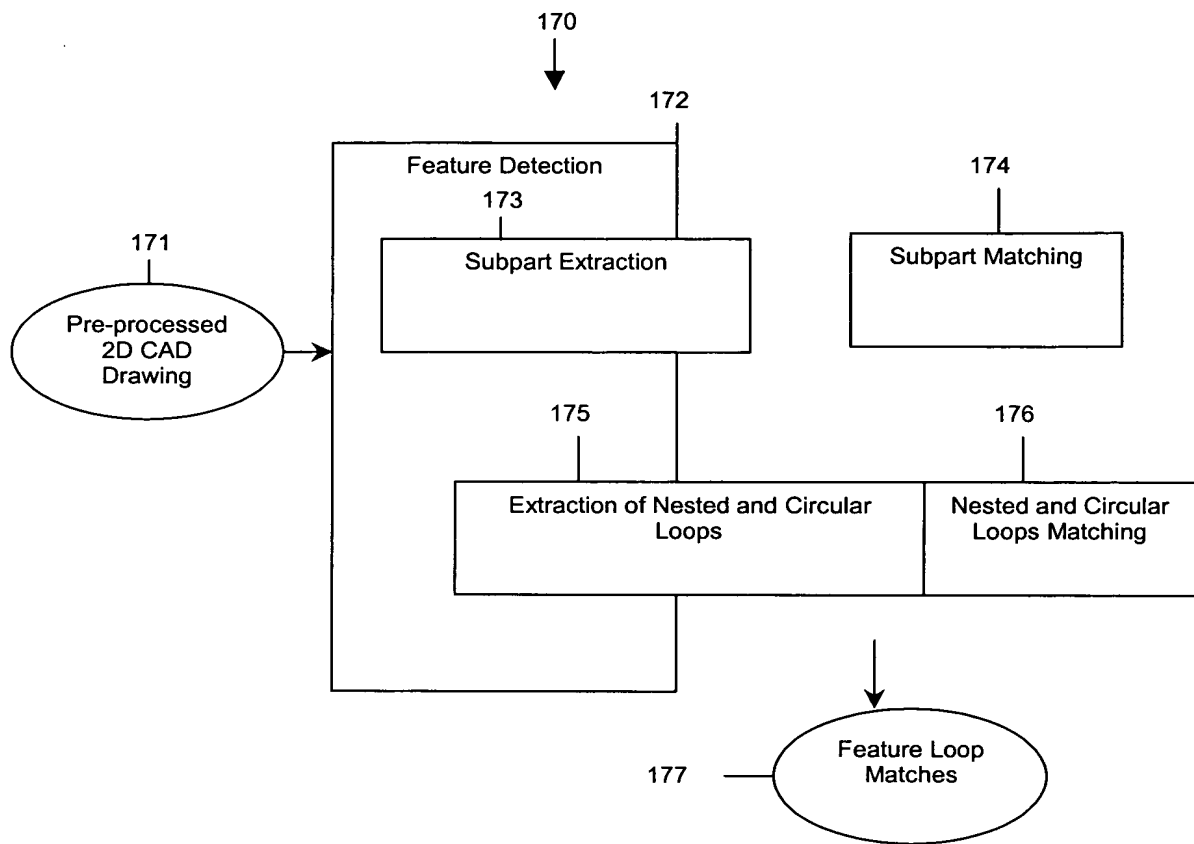 170
172
Feature Detection
174
173
171
Subpart Extraction
Subpart Matching
Pre-processed
2D CAD
Drawing
175
176
Extraction of Nested and Circular
Loops
Nested and Circular
Loops Matching
Feature Loop
Matches
177